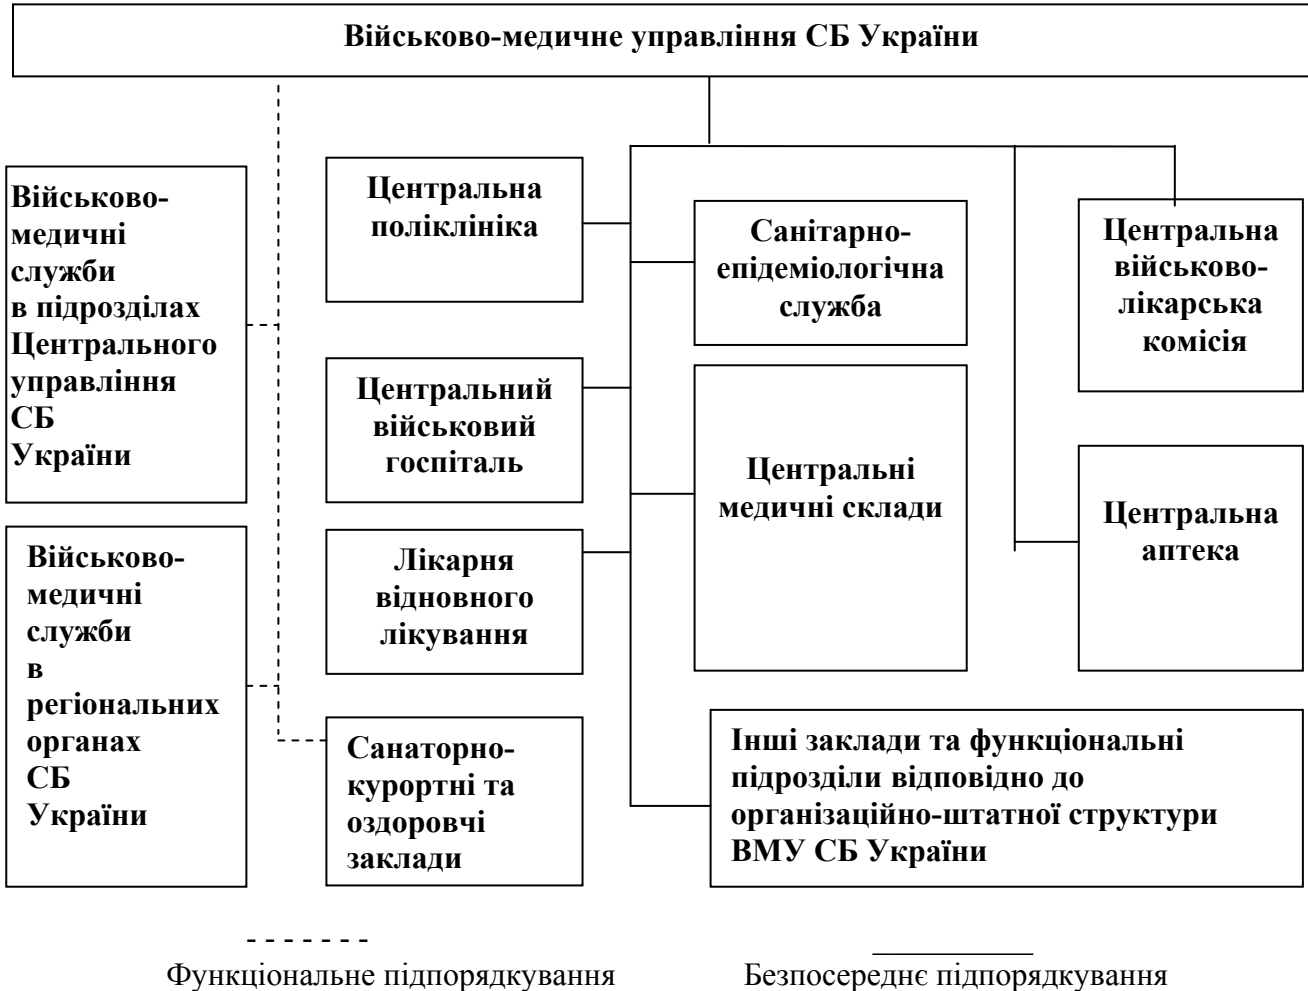 Військово-медичне управління СБ України
Військово-
медичні
служби
в підрозділах
Центрального
управління
СБ
України
Військово-
медичні
служби
в
регіональних
органах
СБ
України
Центральна
поліклініка
Центральний
військовий
госпіталь
Лікарня
відновного
лікування
Санаторно-
курортні та
оздоровчі
заклади
Санітарно-
епідеміологічна
служба
Центральні
медичні склади
Інші заклади та функціональні
підрозділи відповідно до
організаційно-штатної структури
ВМУ СБ України
Центральна
військово-
лікарська
комісія
Центральна
аптека
Функціональне підпорядкування
Безпосереднє підпорядкування